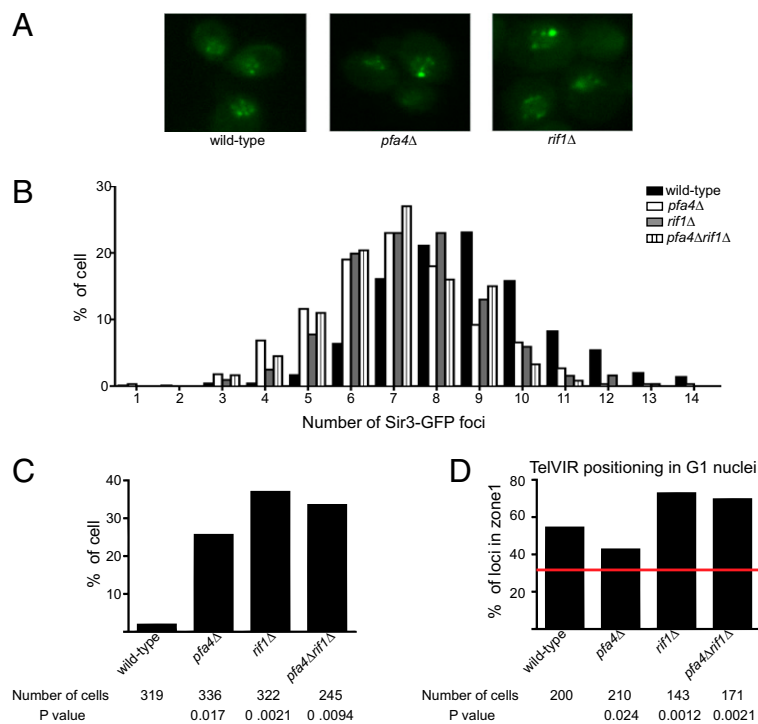 A
wild-type
pfa4Δ
rif1Δ
B
% of cell
30
20
10
0
wild-type
pfa4Δ
rif1Δ
pfa4Δrif1Δ
1 2 3 4 5 6 7 8 9 10 11 12 13 14
Number of Sir3-GFP foci
C
% of cell
40
30
20
10
wild-type
pfa4Δ
rif1Δ
pfa4Δrif1Δ
Number of cells 319 336 322 245
P value 0.017 0 .0021 0 .0094
D
TelVIR positioning in G1 nuclei
% of loci in zone1
80
60
40
20
wild-type
pfa4Δ
rif1Δ
pfa4Δrif1Δ
Number of cells 200 210 143 171
P value 0.024 0.0012 0.0021